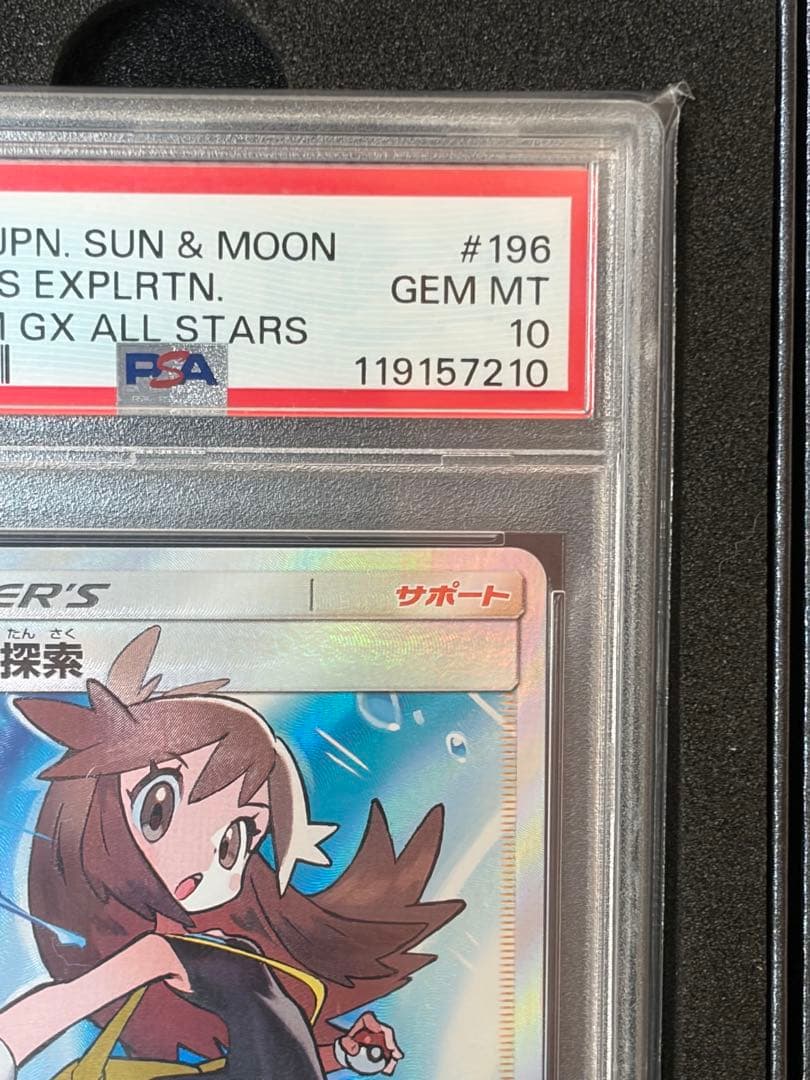 JPN. SUN & MOON #196
S EXPLRTN. GEM MT
GX ALL STARS 10
PSA 119157210
ER'S サポート
たん さく
探索